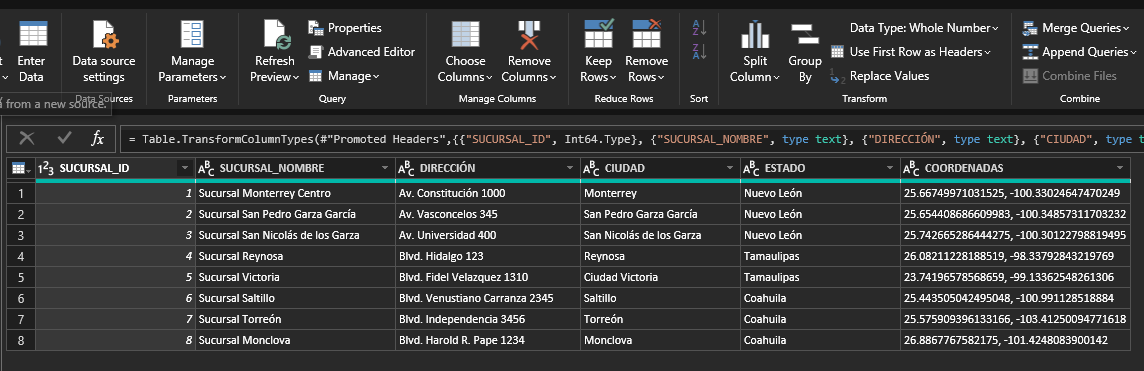 Enter Data
Data source settings
Data Sources
from a new source.
Manage Parameters
Parameters
Refresh Preview
Properties
Advanced Editor
Manage
Query
Choose Columns
Remove Columns
Manage Columns
Keep Rows
Remove Rows
Reduce Rows
Sort
Split Column
Group By
Data Type: Whole Number
Use First Row as Headers
Replace Values
Transform
Merge Queries
Append Queries
Combine Files
Combine
fx = Table.TransformColumnTypes(#"Promoted Headers",{{"SUCURSAL_ID", Int64.Type}, {"SUCURSAL_NOMBRE", type text}, {"DIRECCIÓN", type text}, {"CIUDAD", type t
SUCURSAL_ID SUCURSAL_NOMBRE DIRECCIÓN CIUDAD ESTADO COORDENADAS
1 1 Sucursal Monterrey Centro Av. Constitución 1000 Monterrey Nuevo León 25.66749971031525, -100.33024647470249
2 2 Sucursal San Pedro Garza García Av. Vasconcelos 345 San Pedro Garza García Nuevo León 25.654408686609983, -100.34857311703232
3 3 Sucursal San Nicolás de los Garza Av. Universidad 400 San Nicolás de los Garza Nuevo León 25.742665286444275, -100.30122798819495
4 4 Sucursal Reynosa Blvd. Hidalgo 123 Reynosa Tamaulipas 26.08211228188519, -98.33792843219769
5 5 Sucursal Victoria Blvd. Fidel Velazquez 1310 Ciudad Victoria Tamaulipas 23.74196578568659, -99.13362548261306
6 6 Sucursal Saltillo Blvd. Venustiano Carranza 2345 Saltillo Coahuila 25.443505042495048, -100.991128518884
7 7 Sucursal Torreón Blvd. Independencia 3456 Torreón Coahuila 25.575909396133166, -103.41250094771618
8 8 Sucursal Monclova Blvd. Harold R. Pape 1234 Monclova Coahuila 26.8867767582175, -101.4248083900142